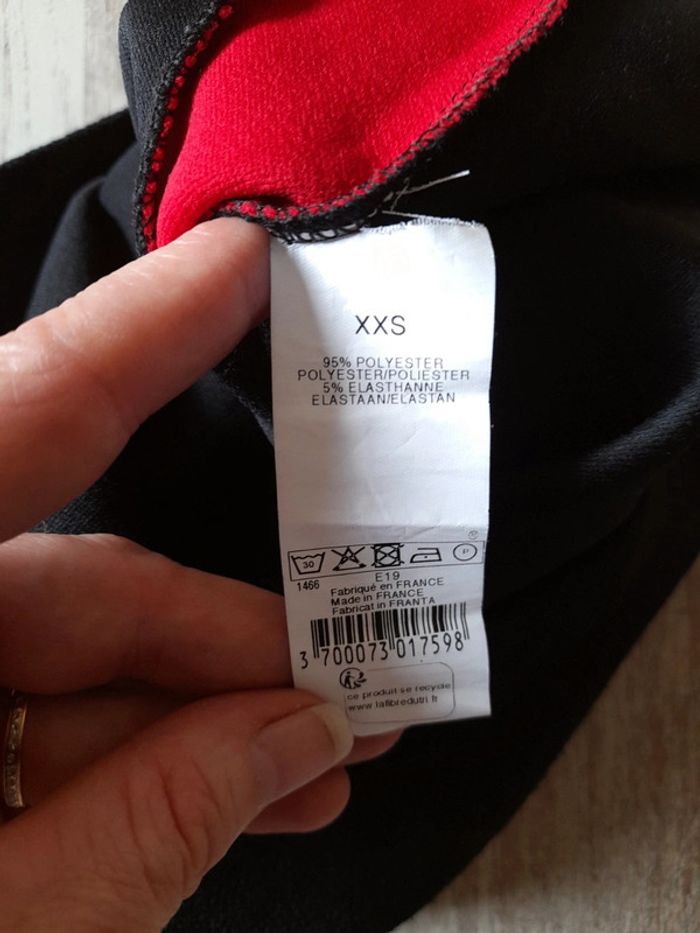 XXS
95% POLYESTER
POLYESTER/POLIESTER
5% ELASTHANNE
ELASTAAN/ELASTAN
30
P
1466
E19
Fabriqué en FRANCE
Made in FRANCE
Fabricat in FRANTA
3 700073 017598
ce produit se recycle
www.lafibredutri.fr